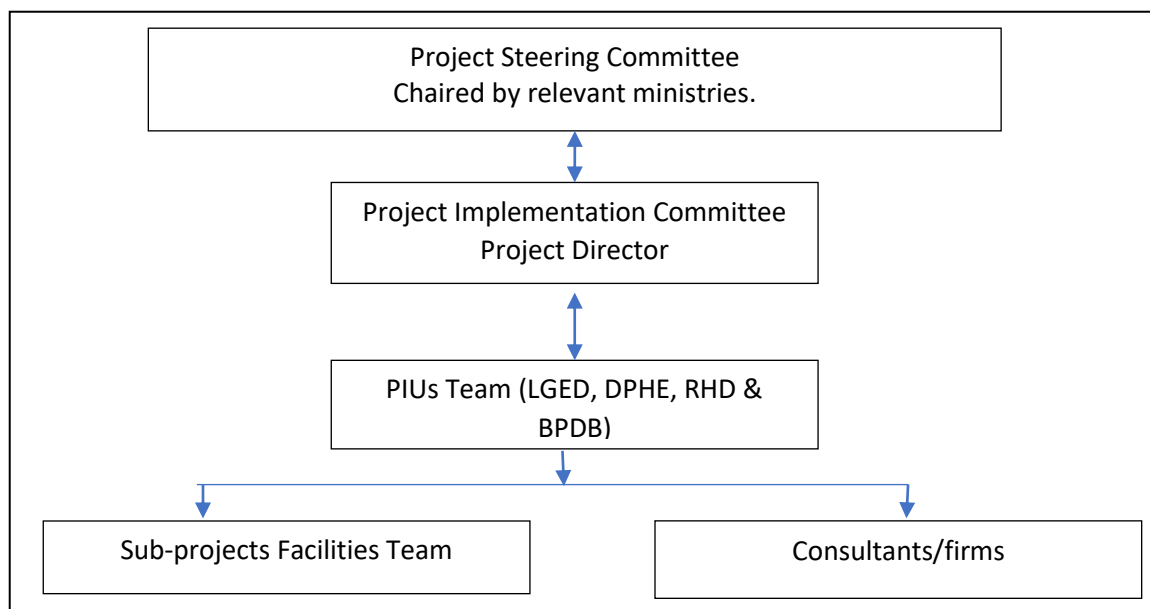 Project Steering Committee
Chaired by relevant ministries.
Project Implementation Committee
Project Director
PIUs Team (LGED, DPHE, RHD &
BPDB)
Sub-projects Facilities Team
Consultants/firms